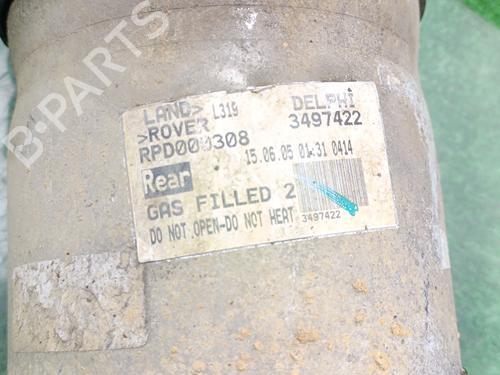 B-PARTS
LAND> L319 DELPHI
>ROVER 3497422
RPD000308
15.06.05 01:31 0414
Rear
GAS FILLED 2
DO NOT OPEN-DO NOT HEAT 3497422